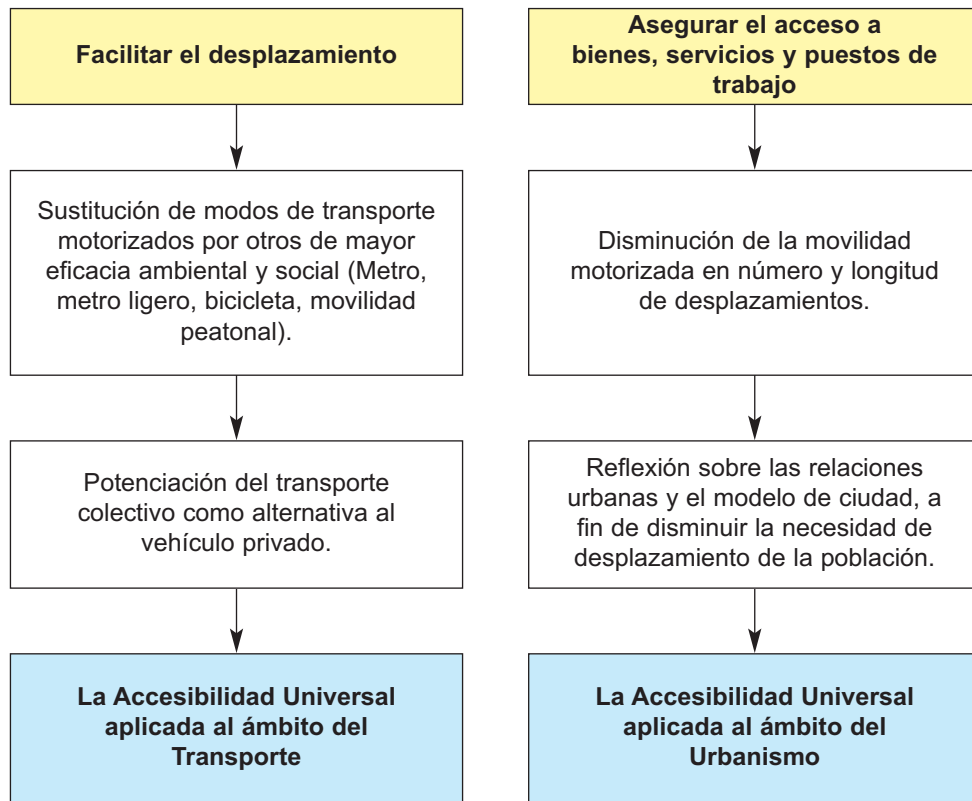 Facilitar el desplazamiento
Sustitución de modos de transporte
motorizados por otros de mayor
eficacia ambiental y social (Metro,
metro ligero, bicicleta, movilidad
peatonal).
Potenciación del transporte
colectivo como alternativa al
vehículo privado.
La Accesibilidad Universal
aplicada al ámbito del
Transporte
Asegurar el acceso a
bienes, servicios y puestos de
trabajo
Disminución de la movilidad
motorizada en número y longitud
de desplazamientos.
Reflexión sobre las relaciones
urbanas y el modelo de ciudad, a
fin de disminuir la necesidad de
desplazamiento de la población.
La Accesibilidad Universal
aplicada al ámbito del
Urbanismo